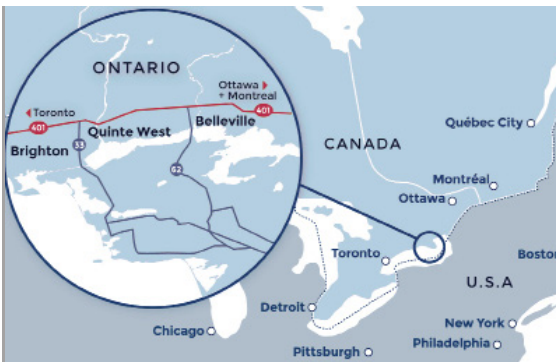 ONTARIO
Ottawa
+ Montreal
Toronto
401
401
Quinte West
Belleville
Brighton
33
62
Québec City
CANADA
Montréal
Ottawa
Toronto
Boston
U.S.A
Detroit
New York
Chicago
Philadelphia
Pittsburgh